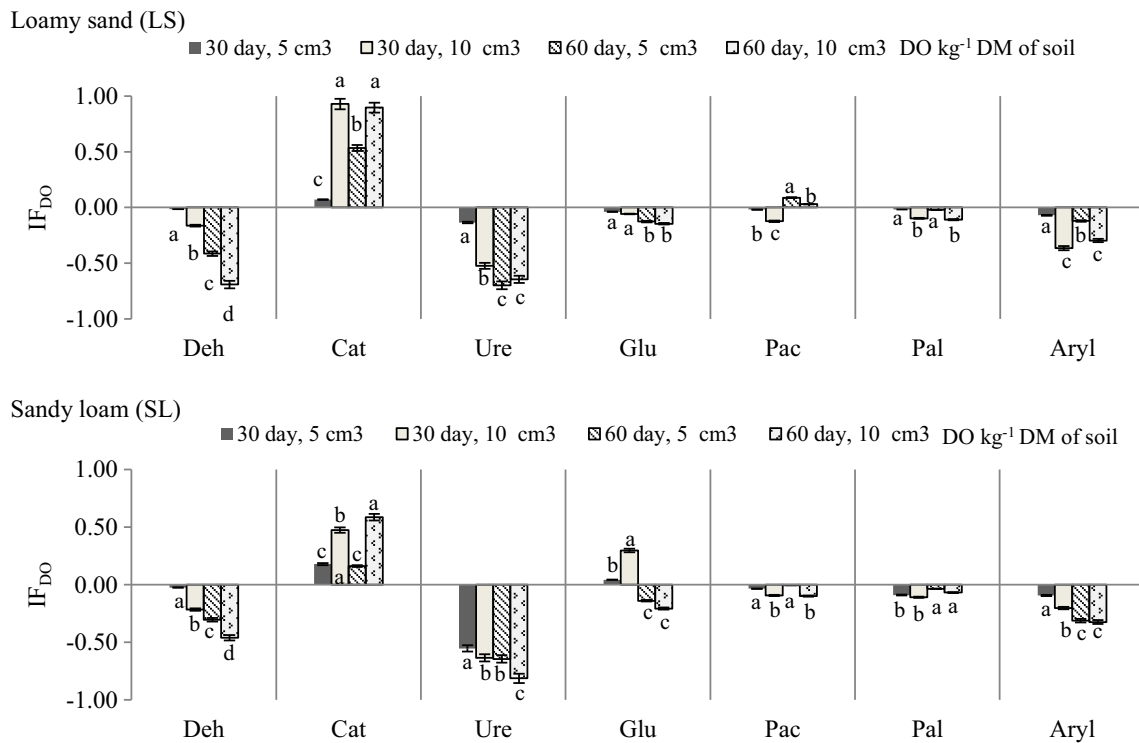 Loamy sand (LS)
30 day, 5 cm3 30 day, 10 cm3 60 day, 5 cm3 60 day, 10 cm3 DO kg-1 DM of soil
a a
1.00
b
0.50
c
a b
IFDO
0.00
a b c d
a b c c
a a b b
b c
a b a b
a c b c
-0.50
-1.00
Deh Cat Ure Glu Pac Pal Aryl
Sandy loam (SL)
30 day, 5 cm3 30 day, 10 cm3 60 day, 5 cm3 60 day, 10 cm3 DO kg-1 DM of soil
1.00
c b c a
0.50
b a
IFDO
a
0.00
a b c d
a b b c
c c
a b a b
b b a a
a b c c
-0.50
-1.00
Deh Cat Ure Glu Pac Pal Aryl